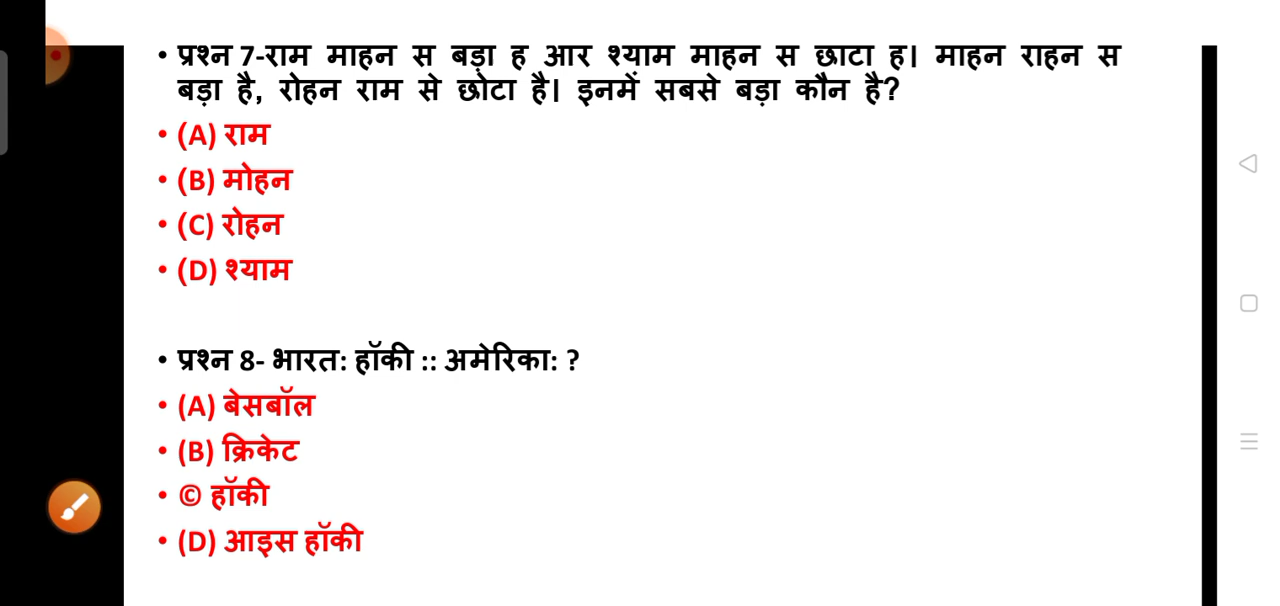 • प्रश्न 7-राम मोहन से बड़ा है और श्याम मोहन से छोटा है। मोहन रोहन से
बड़ा है, रोहन राम से छोटा है। इनमें सबसे बड़ा कौन है?
• (A) राम
• (B) मोहन
• (C) रोहन
• (D) श्याम
• प्रश्न 8- भारत: हॉकी :: अमेरिका: ?
• (A) बेसबॉल
• (B) क्रिकेट
• © हॉकी
• (D) आइस हॉकी